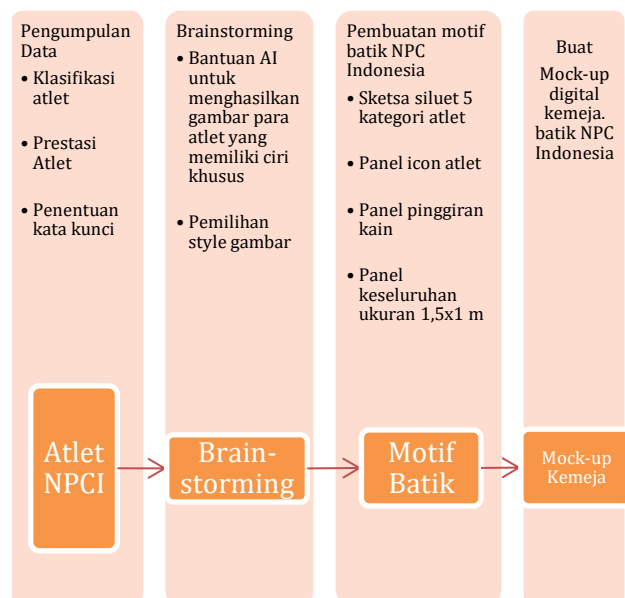 Pengumpulan
Data
• Klasifikasi
atlet
• Prestasi
Atlet
• Penentuan
kata kunci
Brainstorming
• Bantuan AI
untuk
menghasilkan
gambar para
atlet yang
memiliki ciri
khusus
• Pemilihan
style gambar
Pembuatan motif
batik NPC
Indonesia
• Sketsa siluet 5
kategori atlet
• Panel icon atlet
• Panel pinggiran
kain
• Panel
keseluruhan
ukuran 1,5x1 m
Buat
Mock-up
digital
kemeja.
batik NPC
Indonesia
Atlet
NPCI
Brain-
storming
Motif
Batik
Mock-up
Kemeja